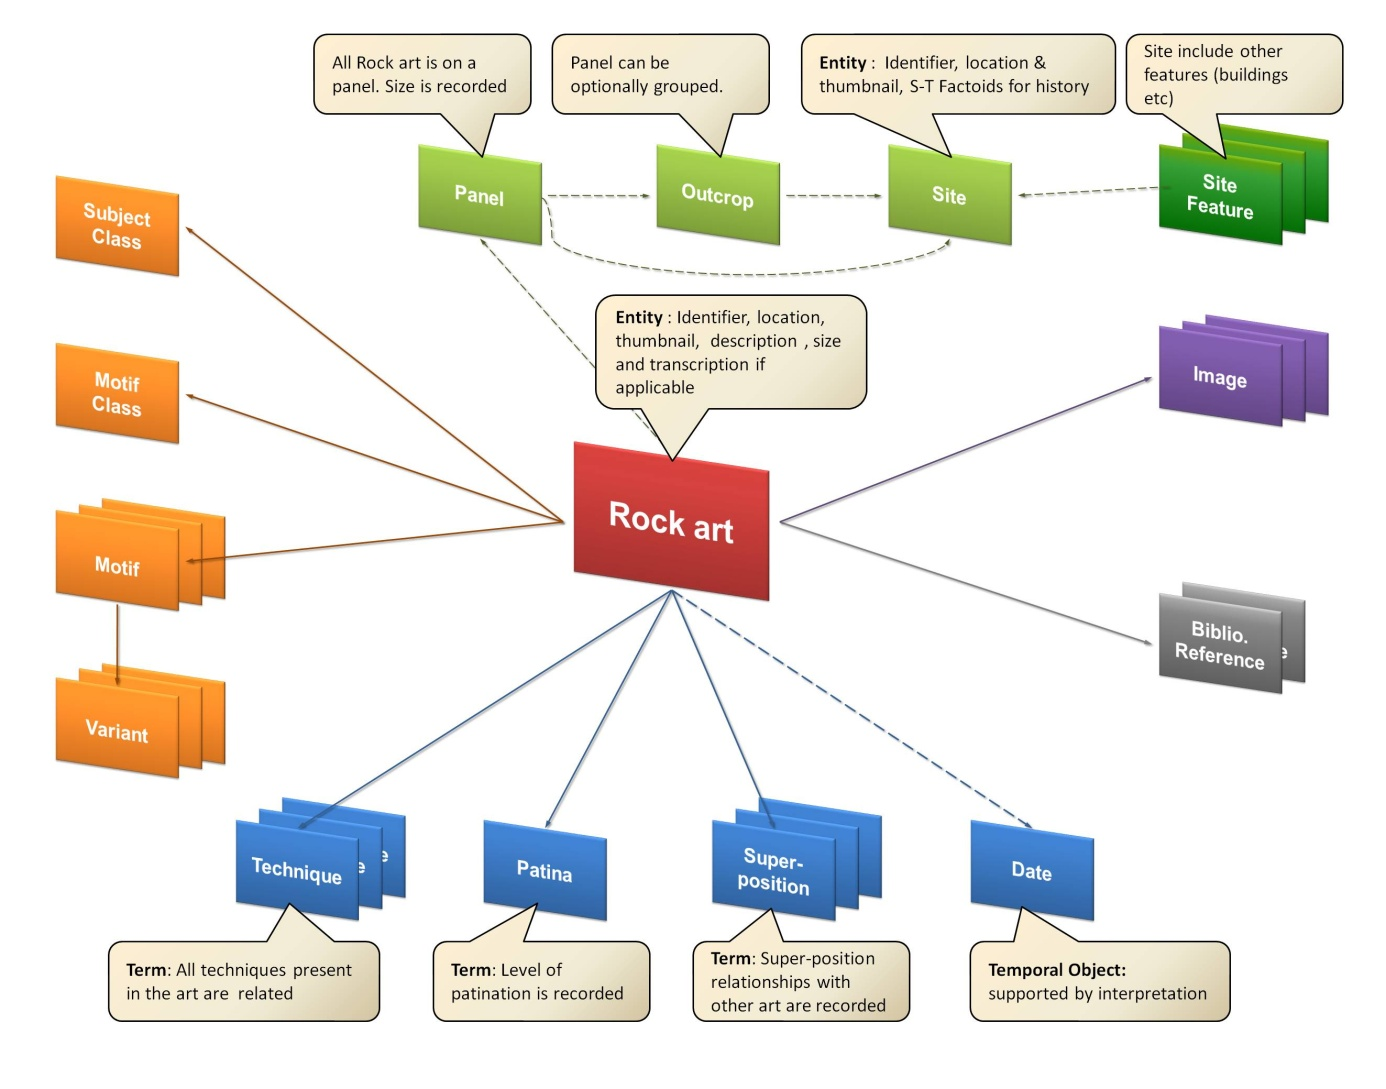 All Rock art is on a
panel. Size is recorded
Panel can be
optionally grouped.
Entity : Identifier, location &
thumbnail, S-T Factoids for history
Site include other
features (buildings
etc)
Panel
Outcrop
Site
Site
Feature
Subject
Class
Entity : Identifier, location,
thumbnail, description , size
and transcription if
applicable
Motif
Class
Image
Rock art
Motif
Biblio.
Reference
e
Variant
Technique
e
e
Patina
Super-
position
Date
Term: All techniques present
in the art are related
Term: Level of
patination is recorded
Term: Super-position
relationships with
other art are recorded
Temporal Object:
supported by interpretation